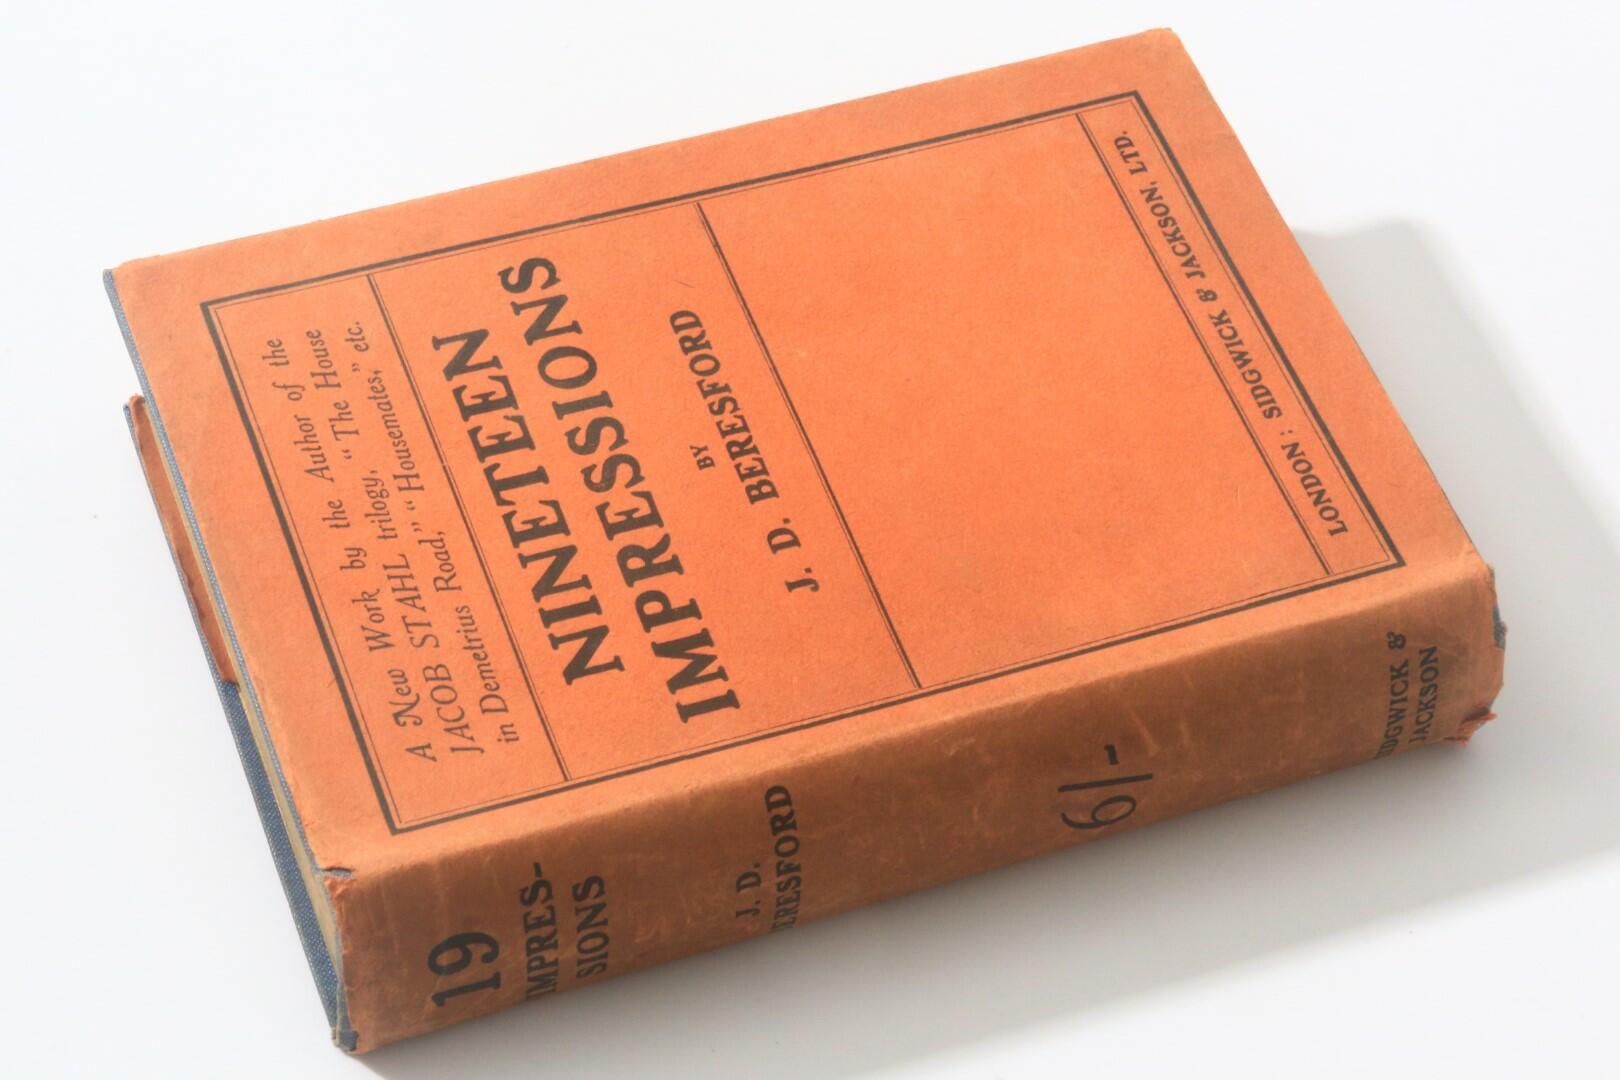 A New Work by the Author of the
JACOB STAHL trilogy, "The House
in Demetrius Road," "Housemates," etc.
NINETEEN
IMPRESSIONS
BY
J. D. BERESFORD
LONDON: SIDGWICK & JACKSON, LTD.
19
IMPRES-
SIONS
J. D.
BERESFORD
6/-
SIDGWICK &
JACKSON